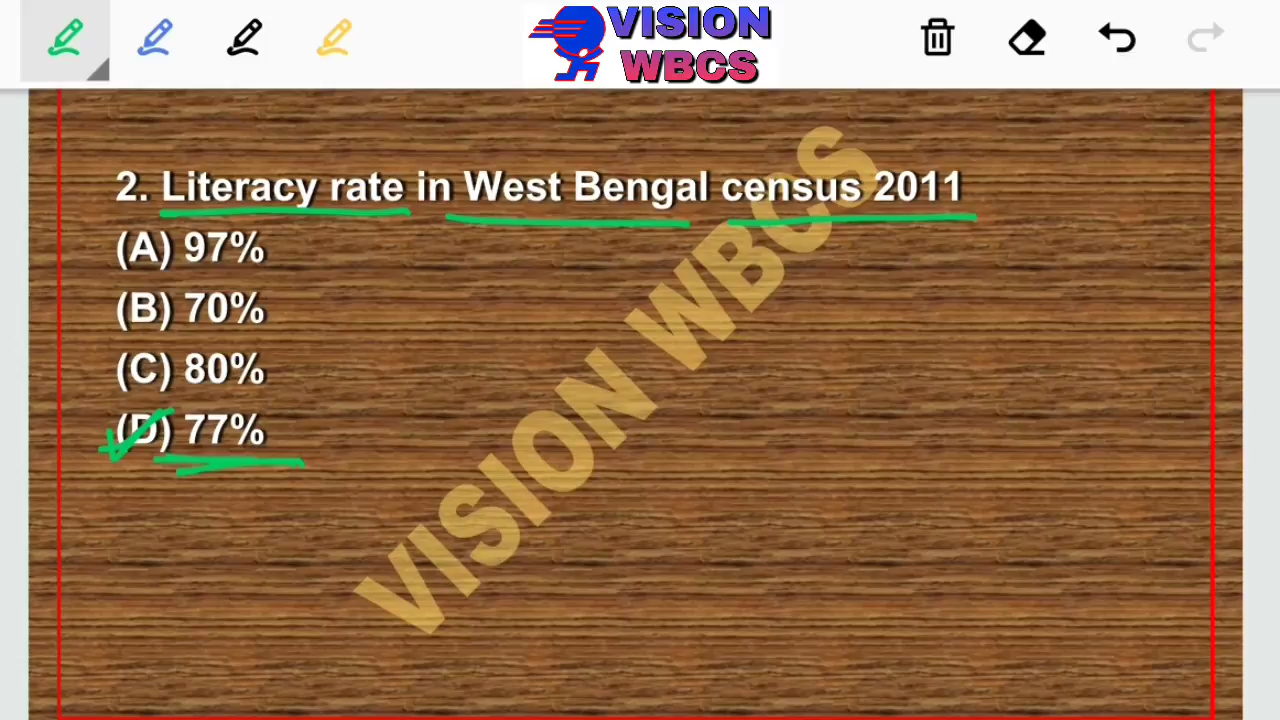 VISION
WBCS
2. Literacy rate in West Bengal census 2011
(A) 97%
(B) 70%
(C) 80%
(D) 77%
VISION WBCS